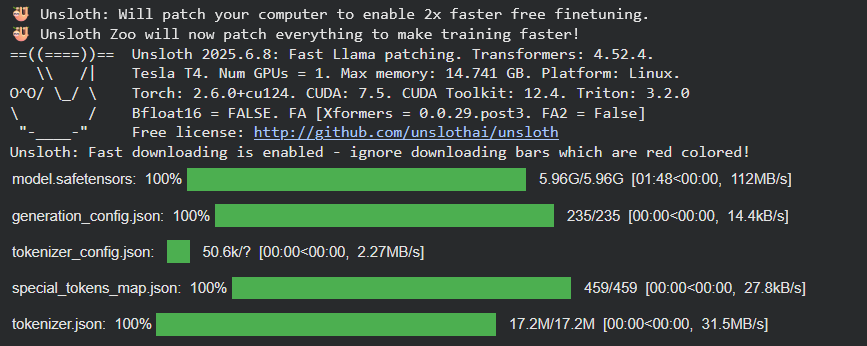 🦥 Unsloth: Will patch your computer to enable 2x faster free finetuning.
🦥 Unsloth Zoo will now patch everything to make training faster!
==((====))==  Unsloth 2025.6.8: Fast Llama patching. Transformers: 4.52.4.
   \\   /|    Tesla T4. Num GPUs = 1. Max memory: 14.741 GB. Platform: Linux.
O^O/ \_/ \    Torch: 2.6.0+cu124. CUDA: 7.5. CUDA Toolkit: 12.4. Triton: 3.2.0
\        /    Bfloat16 = FALSE. FA [Xformers = 0.0.29.post3. FA2 = False]
 "-____-"     Free license: http://github.com/unslothai/unsloth
Unsloth: Fast downloading is enabled - ignore downloading bars which are red colored!
model.safetensors: 100% 5.96G/5.96G [01:48<00:00, 112MB/s]
generation_config.json: 100% 235/235 [00:00<00:00, 14.4kB/s]
tokenizer_config.json: 50.6k/? [00:00<00:00, 2.27MB/s]
special_tokens_map.json: 100% 459/459 [00:00<00:00, 27.8kB/s]
tokenizer.json: 100% 17.2M/17.2M [00:00<00:00, 31.5MB/s]